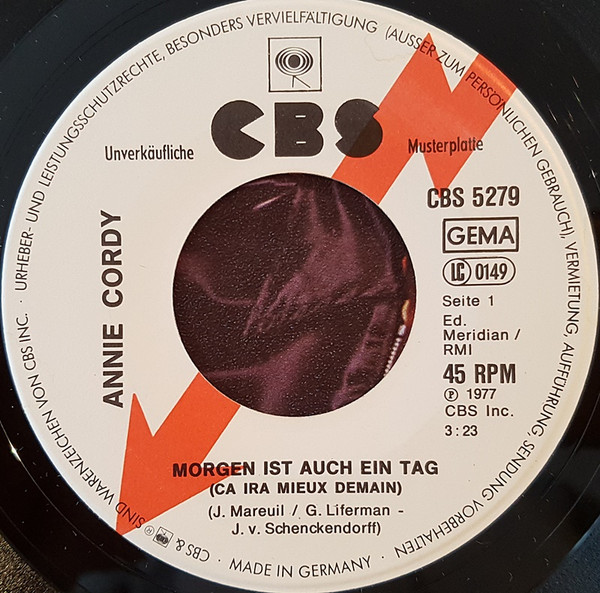 URHEBER- UND LEISTUNGSSCHUTZRECHTE, BESONDERS VERVIELFÄLTIGUNG (AUSSER ZUM PERSÖNLICHEN GEBRAUCH), VERMIETUNG, AUFFÜHRUNG, SENDUNG VORBEHALTEN ·
CBS
Unverkäufliche
Musterplatte
CBS 5279
GEMA
LC 0149
Seite 1
Ed.
Meridian /
RMI
45 RPM
℗ 1977
CBS Inc.
3:23
ANNIE CORDY
MORGEN IST AUCH EIN TAG
(CA IRA MIEUX DEMAIN)
(J. Mareuil / G. Liferman -
J. v. Schenckendorff)
· MADE IN GERMANY ·
CBS & ® SIND WARENZEICHEN VON CBS INC. ·